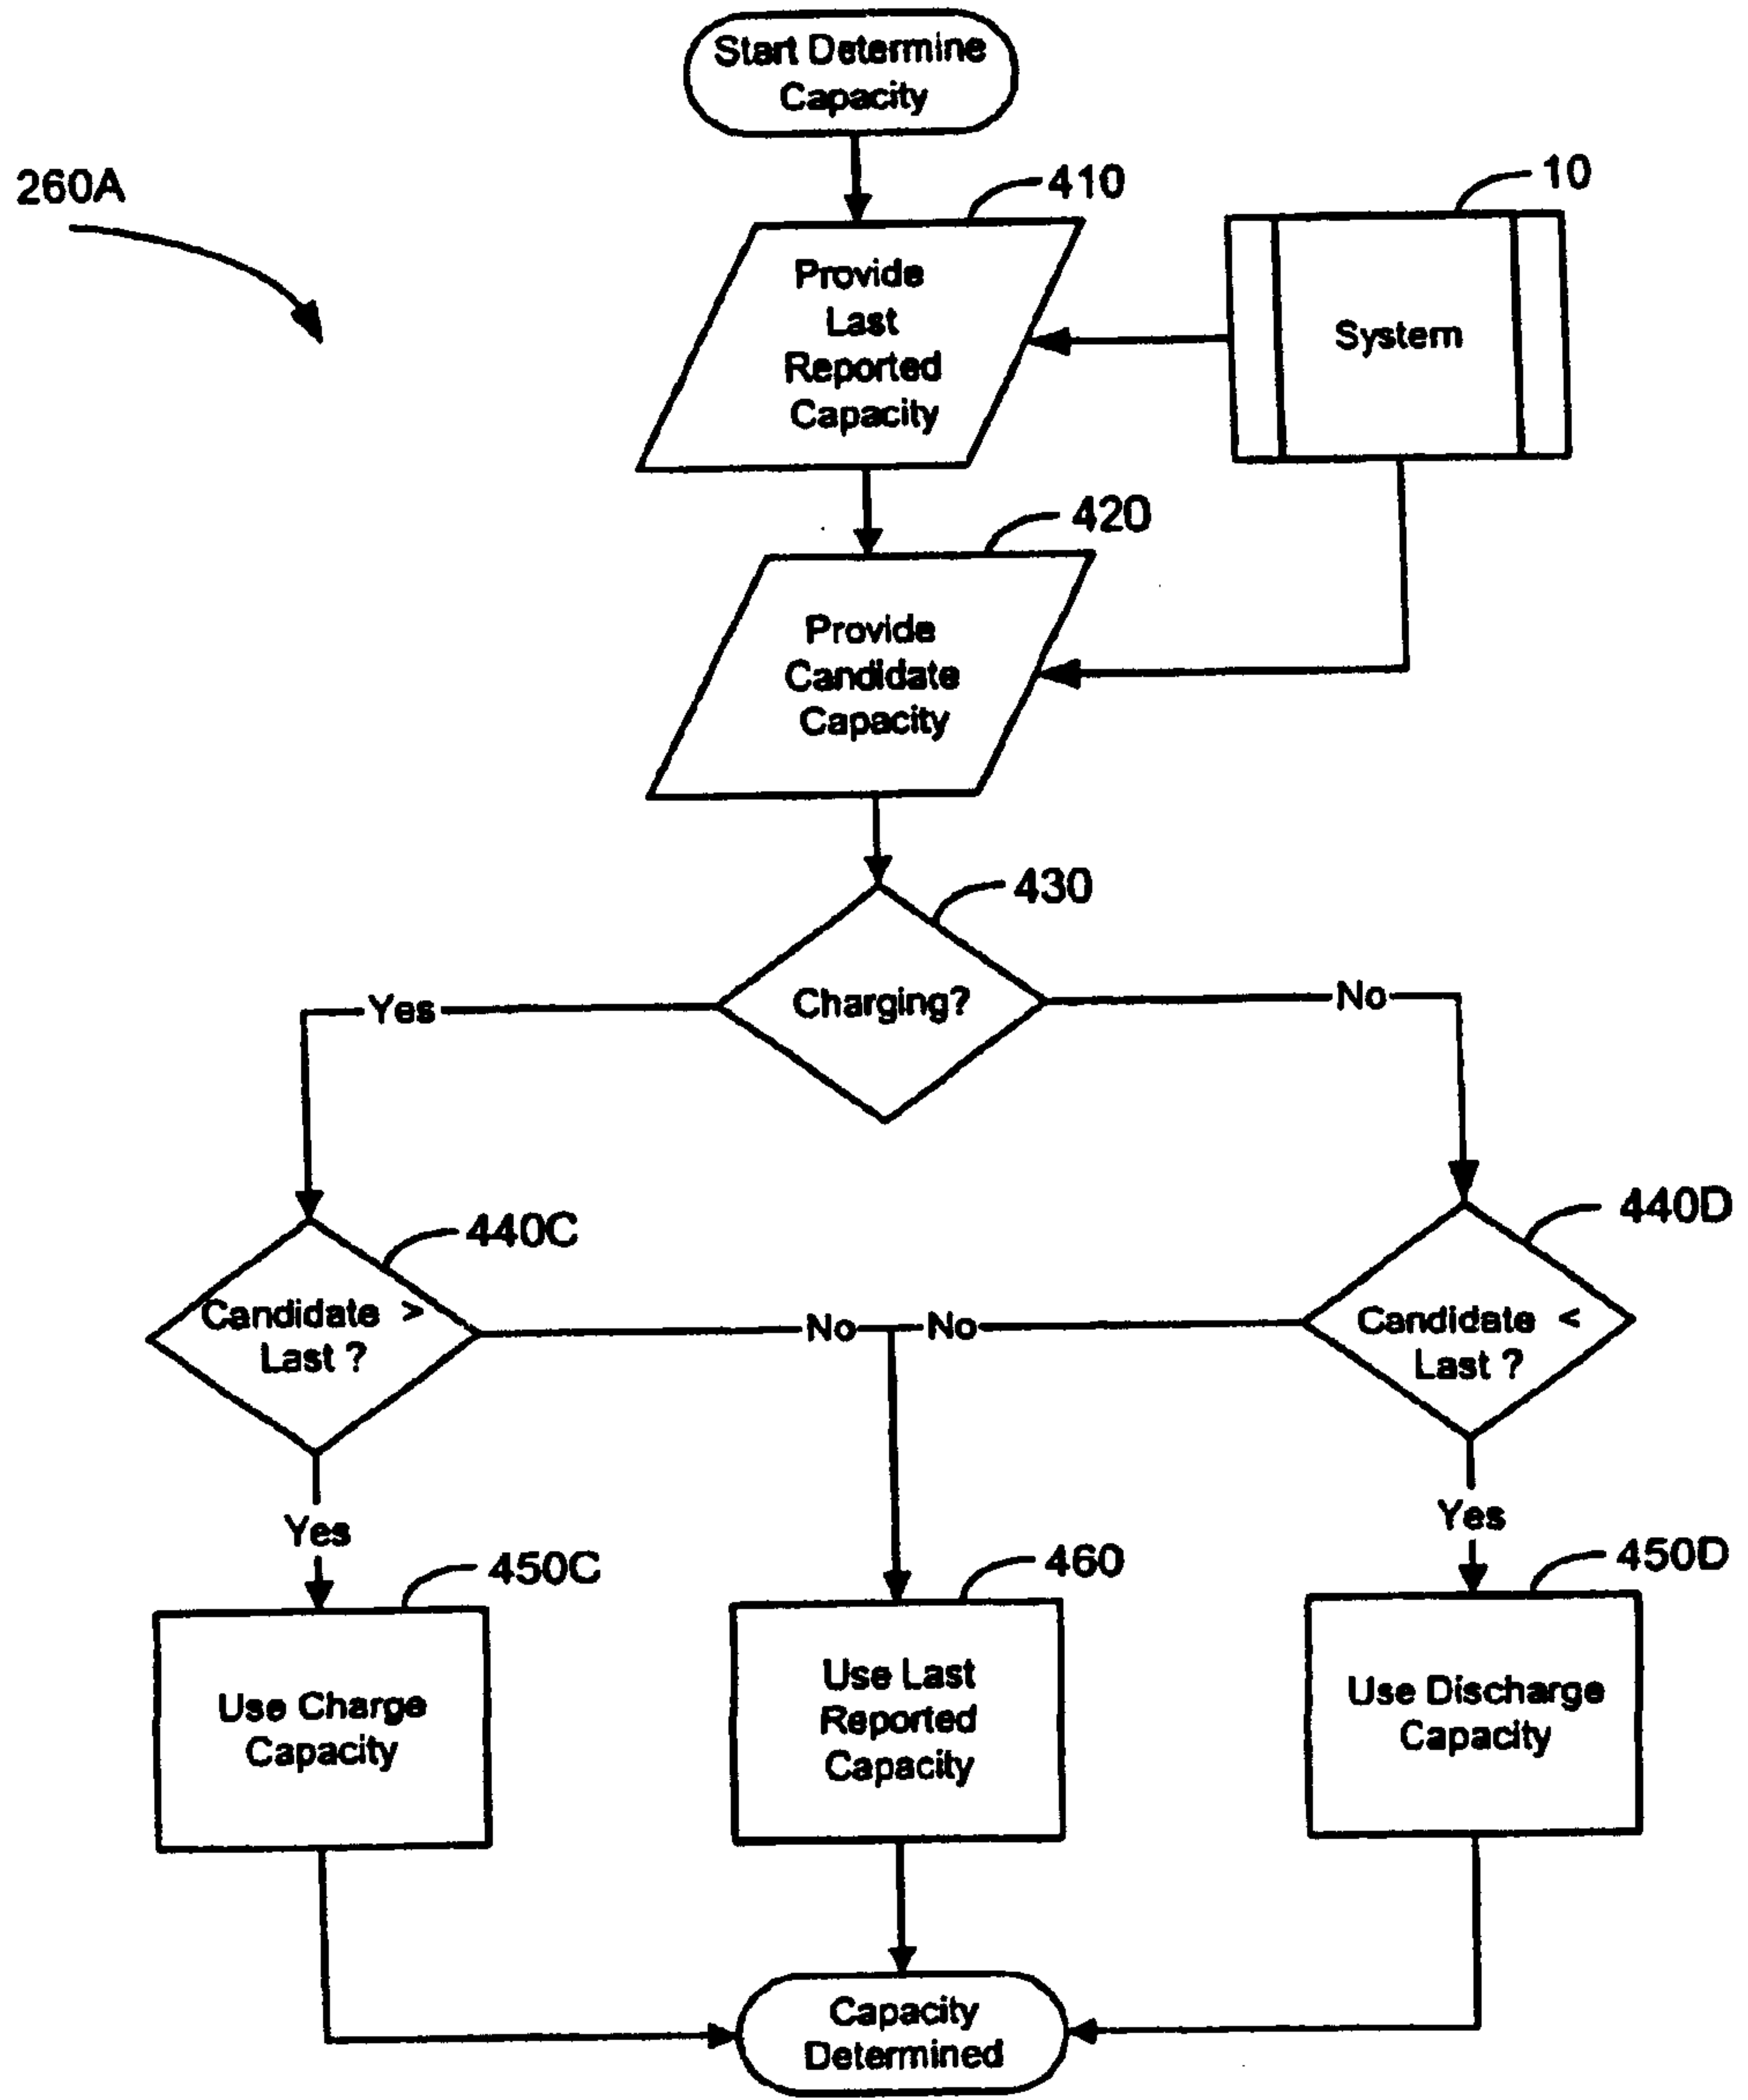 Start Determine
Capacity
260A
410
10
Provide
Last
Reported
Capacity
System
420
Provide
Candidate
Capacity
430
Charging?
Yes
No
440C
440D
Candidate >
Last ?
No
No
Candidate <
Last ?
Yes
Yes
450C
460
450D
Use Charge
Capacity
Use Last
Reported
Capacity
Use Discharge
Capacity
Capacity
Determined